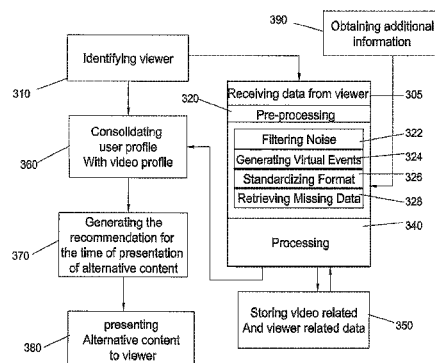 390
Obtaining additional
information
Identifying viewer
310
Receiving data from viewer
305
320
Pre-processing
Filtering Noise
322
Generating Virtual Events
324
Standardizing Format
326
Retrieving Missing Data
328
Consolidating
user profile
With video profile
360
Processing
340
Generating the
recommendation for
the time of presentation
of alternative content
370
presenting
Alternative content
to viewer
380
Storing video related
And viewer related data
350